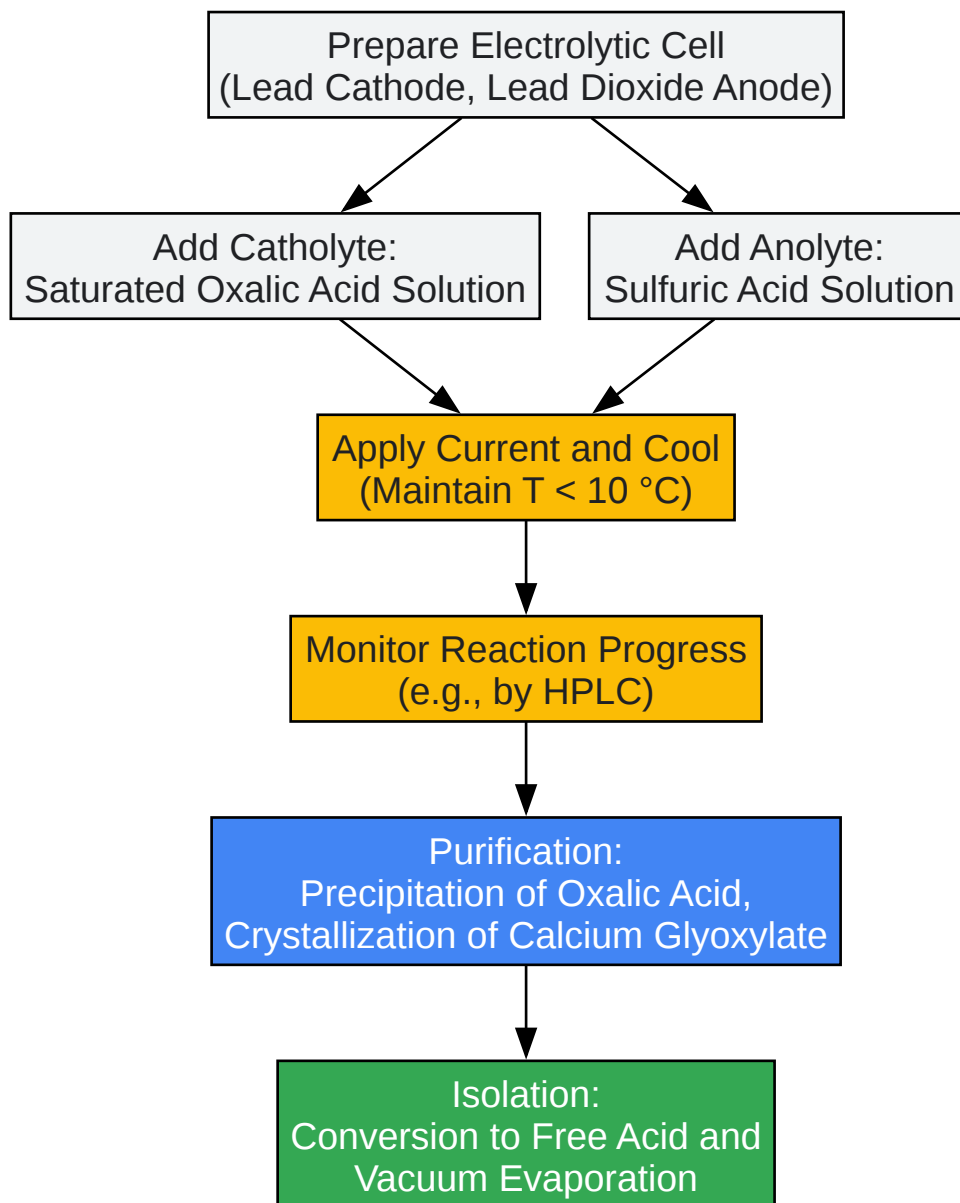 Prepare Electrolytic Cell
(Lead Cathode, Lead Dioxide Anode)
Add Catholyte:
Saturated Oxalic Acid Solution
Add Anolyte:
Sulfuric Acid Solution
Apply Current and Cool
(Maintain T < 10 °C)
Monitor Reaction Progress
(e.g., by HPLC)
Purification:
Precipitation of Oxalic Acid,
Crystallization of Calcium Glyoxylate
Isolation:
Conversion to Free Acid and
Vacuum Evaporation